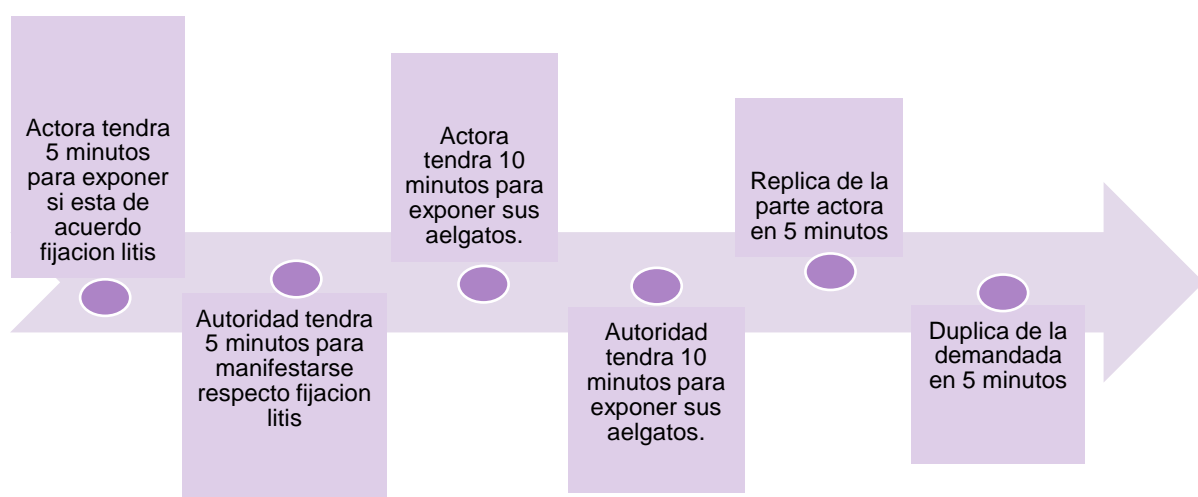 Actora tendra
5 minutos
para exponer
si esta de
acuerdo
fijacion litis
Autoridad tendra
5 minutos para
manifestarse
respecto fijacion
litis
Actora
tendra 10
minutos para
exponer sus
aelgatos.
Autoridad
tendra 10
minutos para
exponer sus
aelgatos.
Replica de la
parte actora
en 5 minutos
Duplica de la
demandada
en 5 minutos